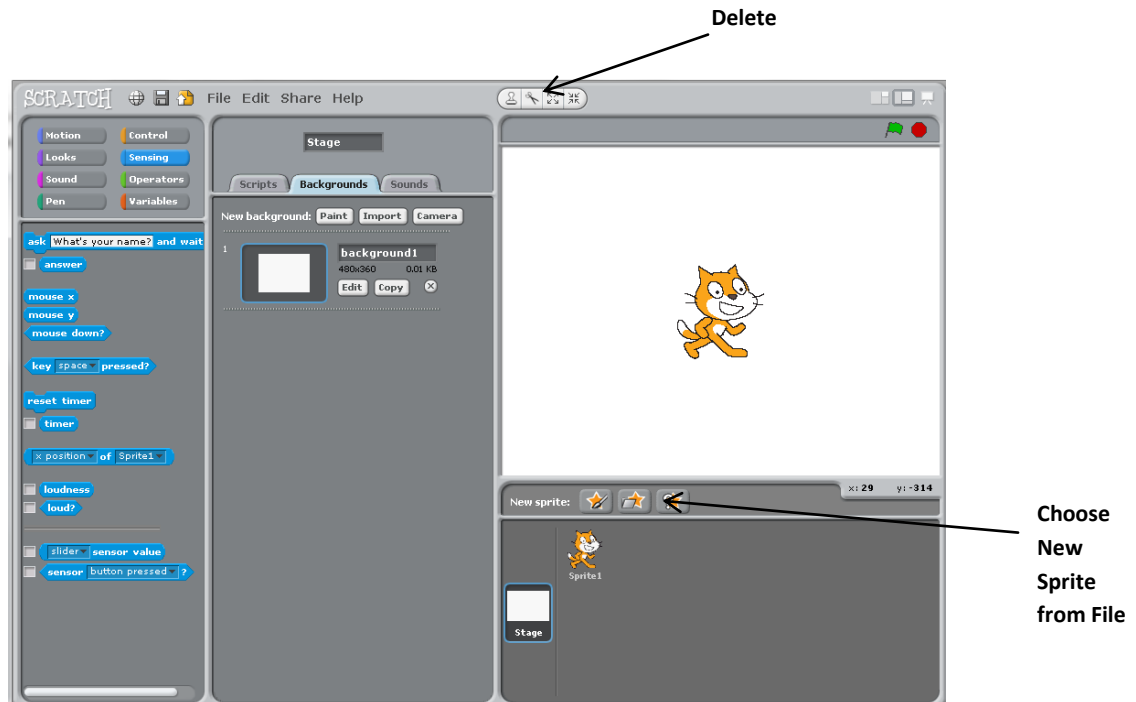 Delete
SCRATCH File Edit Share Help
Motion Control
Looks Sensing
Sound Operators
Pen Variables
ask What's your name? and wait
answer
mouse x
mouse y
mouse down?
key space pressed?
reset timer
timer
x position of Sprite1
loudness
loud?
slider sensor value
sensor button pressed ?
Stage
Scripts Backgrounds Sounds
New background: Paint Import Camera
1
background1
480x360 0.01 KB
Edit Copy
x: 29 y: -314
New sprite:
Sprite1
Stage
Choose
New
Sprite
from File